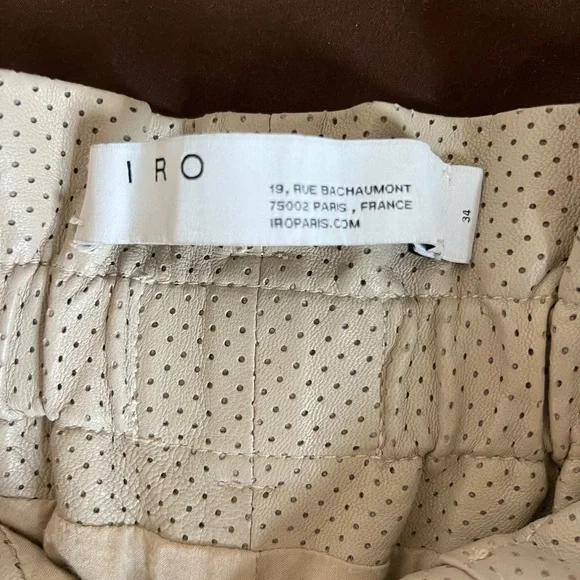 IRO
19, RUE BACHAUMONT
75002 PARIS , FRANCE
IROPARIS.COM
34